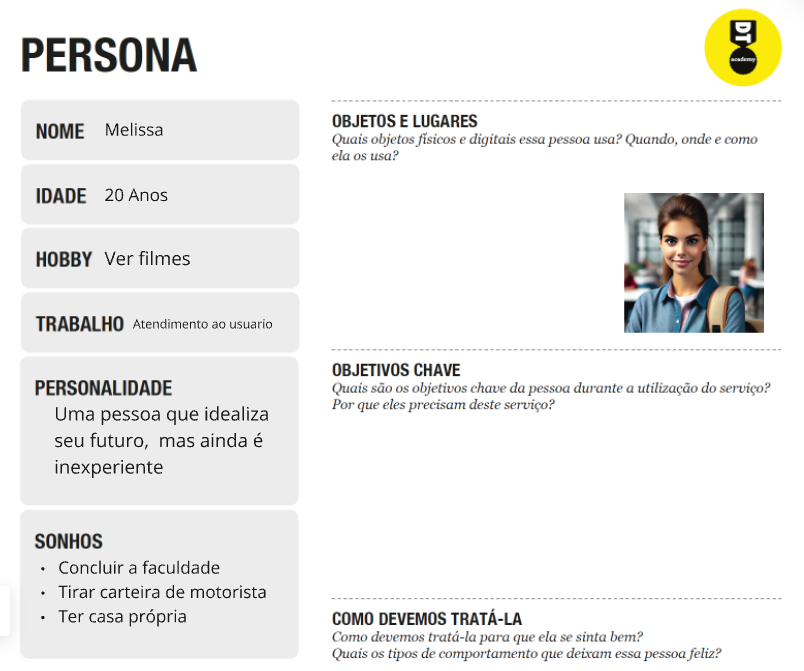 PERSONA
DT
academy
NOME Melissa
IDADE 20 Anos
HOBBY Ver filmes
TRABALHO Atendimento ao usuario
PERSONALIDADE
Uma pessoa que idealiza
seu futuro, mas ainda é
inexperiente
SONHOS
• Concluir a faculdade
• Tirar carteira de motorista
• Ter casa própria
OBJETOS E LUGARES
Quais objetos físicos e digitais essa pessoa usa? Quando, onde e como
ela os usa?
OBJETIVOS CHAVE
Quais são os objetivos chave da pessoa durante a utilização do serviço?
Por que eles precisam deste serviço?
COMO DEVEMOS TRATÁ-LA
Como devemos tratá-la para que ela se sinta bem?
Quais os tipos de comportamento que deixam essa pessoa feliz?